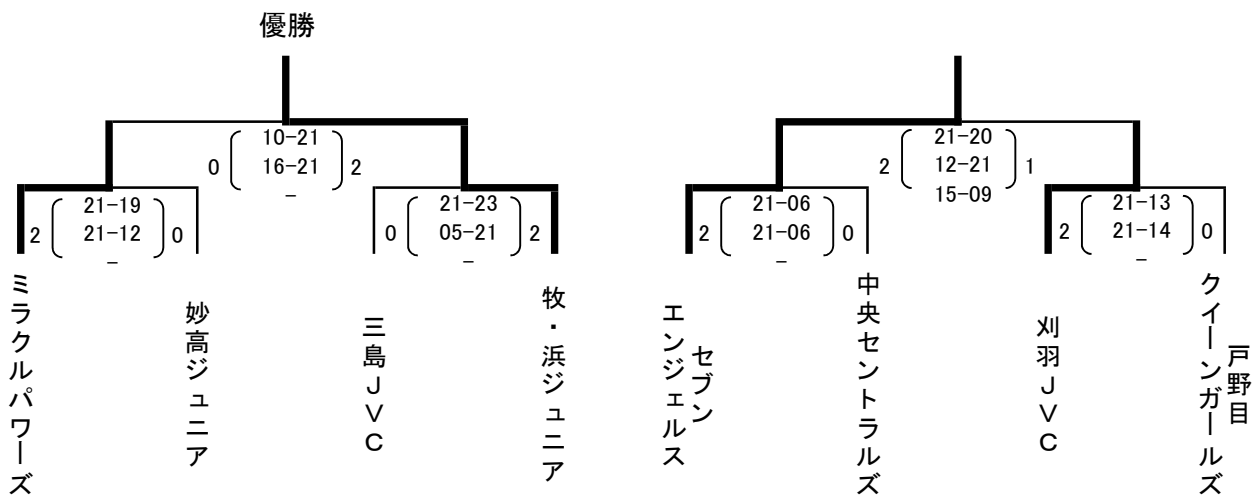 優勝
10-21
0 16-21 2
-
21-20
2 12-21 1
15-09
21-19
2 21-12 0
-
21-23
0 05-21 2
-
21-06
2 21-06 0
-
21-13
2 21-14 0
-
ミラクルパワーズ
妙高ジュニア
三島JVC
牧・浜ジュニア
セブン
エンジェルス
中央セントラルズ
刈羽JVC
戸野目
クイーンガールズ